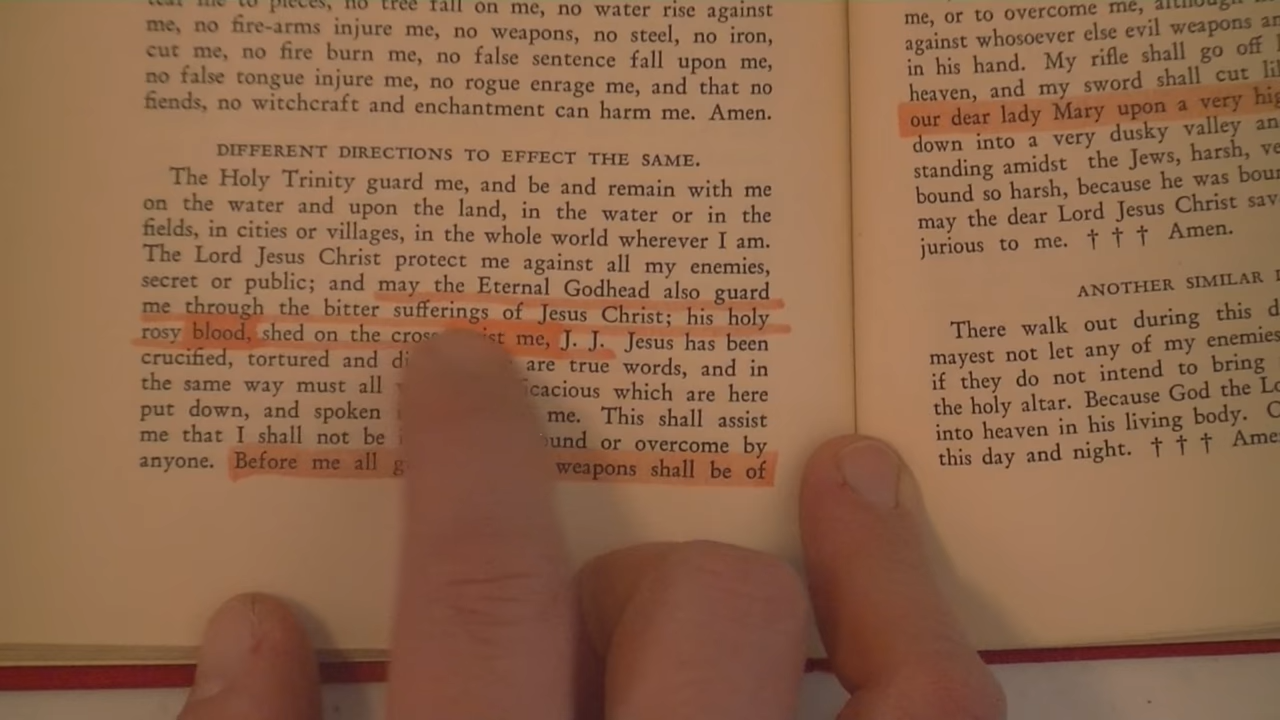 me to pieces, no tree fall on me, no water rise against
me, no fire-arms injure me, no weapons, no steel, no iron,
cut me, no fire burn me, no false sentence fall upon me,
no false tongue injure me, no rogue enrage me, and that no
fiends, no witchcraft and enchantment can harm me. Amen.
DIFFERENT DIRECTIONS TO EFFECT THE SAME.
The Holy Trinity guard me, and be and remain with me
on the water and upon the land, in the water or in the
fields, in cities or villages, in the whole world wherever I am.
The Lord Jesus Christ protect me against all my enemies,
secret or public; and may the Eternal Godhead also guard
me through the bitter sufferings of Jesus Christ; his holy
rosy blood, shed on the cross me, J. J. Jesus has been
crucified, tortured and are true words, and in
the same way must all which are here
put down, and spoken me. This shall assist
me that I shall not be or overcome by
anyone. Before me all weapons shall be of
me, or to overcome me,
against whosoever else evil weapons
in his hand. My rifle shall go off
heaven, and my sword shall cut
our dear lady Mary upon a very
down into a very dusky valley
standing amidst the Jews, harsh,
bound so harsh, because he was
may the dear Lord Jesus Christ
jurious to me. † † † Amen.
ANOTHER SIMILAR
There walk out during this
mayest not let any of my enemies
if they do not intend to bring
the holy altar. Because God the
into heaven in his living body.
this day and night. † † †